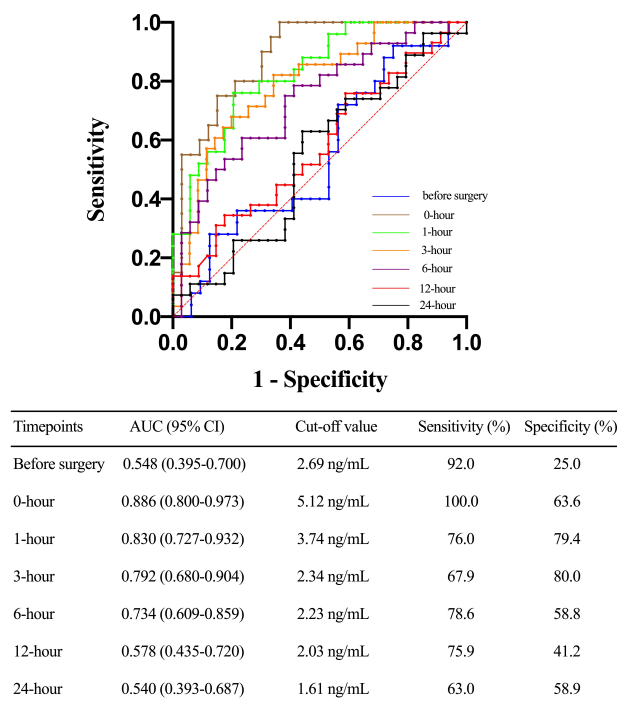 1.0
0.8
0.6
0.4
0.2
0.0
Sensitivity
before surgery
0-hour
1-hour
3-hour
6-hour
12-hour
24-hour
0.0 0.2 0.4 0.6 0.8 1.0
1 - Specificity
Timepoints AUC (95% CI) Cut-off value Sensitivity (%) Specificity (%)
Before surgery 0.548 (0.395-0.700) 2.69 ng/mL 92.0 25.0
0-hour 0.886 (0.800-0.973) 5.12 ng/mL 100.0 63.6
1-hour 0.830 (0.727-0.932) 3.74 ng/mL 76.0 79.4
3-hour 0.792 (0.680-0.904) 2.34 ng/mL 67.9 80.0
6-hour 0.734 (0.609-0.859) 2.23 ng/mL 78.6 58.8
12-hour 0.578 (0.435-0.720) 2.03 ng/mL 75.9 41.2
24-hour 0.540 (0.393-0.687) 1.61 ng/mL 63.0 58.9